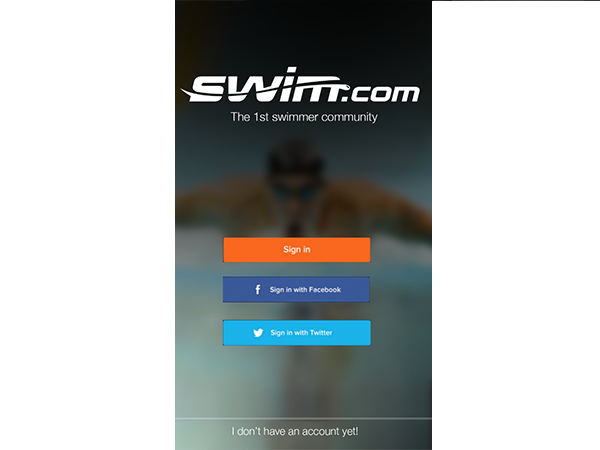 swim.com
The 1st swimmer community
Sign in
Sign in with Facebook
Sign in with Twitter
I don't have an account yet!